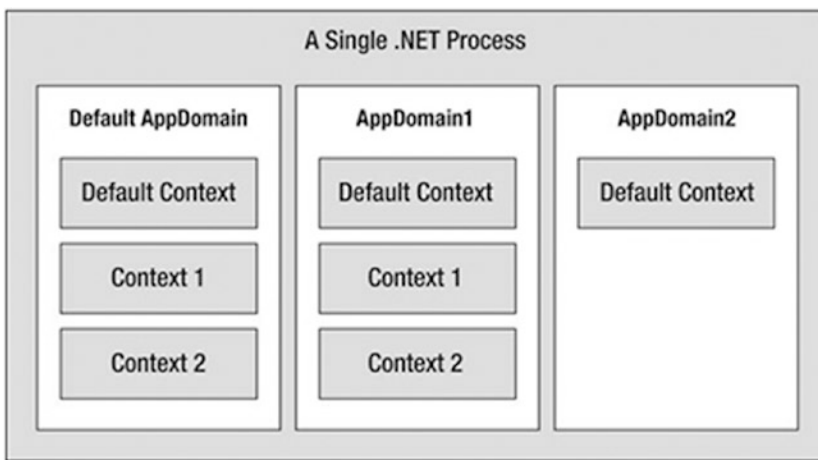 A Single .NET Process
Default AppDomain
Default Context
Context 1
Context 2
AppDomain1
Default Context
Context 1
Context 2
AppDomain2
Default Context